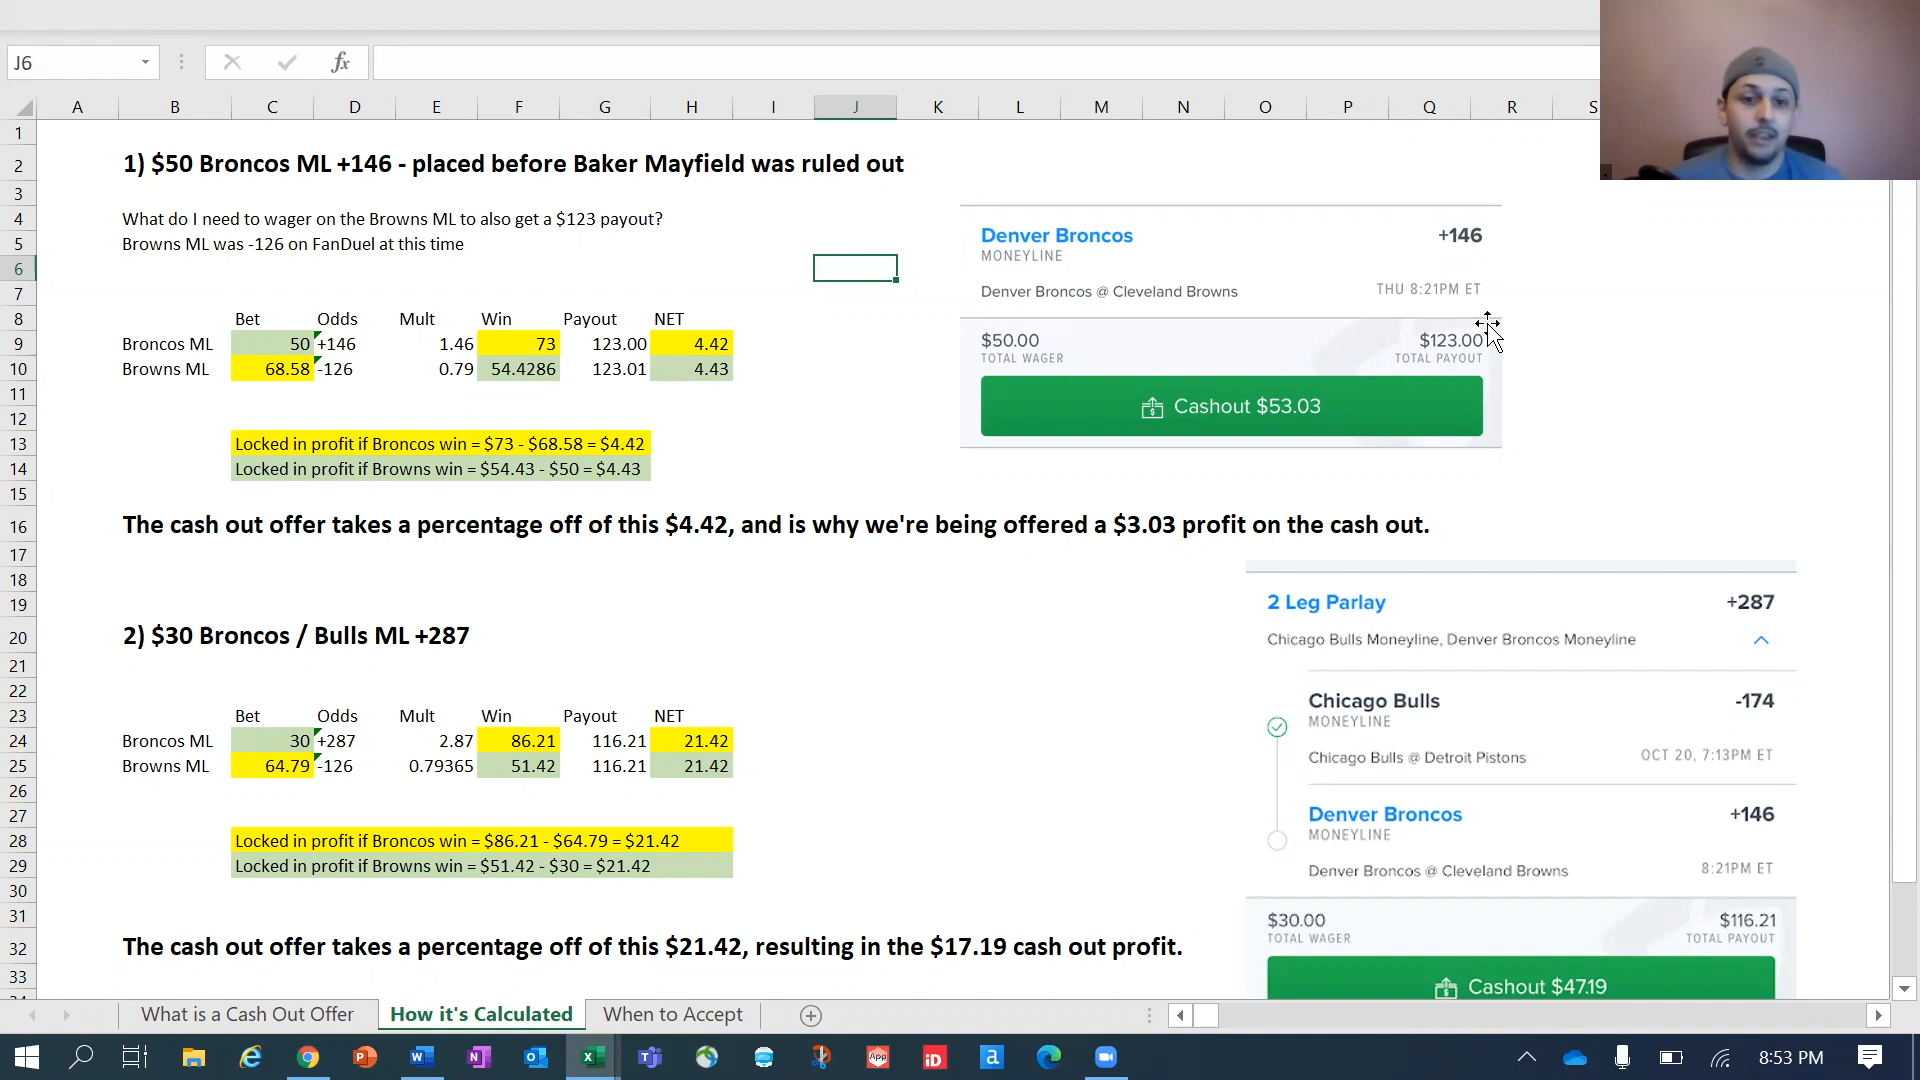 J6
fx
A B C D E F G H I J K L M N O P Q R S
1
2 1) $50 Broncos ML +146 - placed before Baker Mayfield was ruled out
3
4 What do I need to wager on the Browns ML to also get a $123 payout?
5 Browns ML was -126 on FanDuel at this time
6
7
8 Bet Odds Mult Win Payout NET
9 Broncos ML 50 +146 1.46 73 123.00 4.42
10 Browns ML 68.58 -126 0.79 54.4286 123.01 4.43
11
12
13 Locked in profit if Broncos win = $73 - $68.58 = $4.42
14 Locked in profit if Browns win = $54.43 - $50 = $4.43
15
Denver Broncos +146
MONEYLINE
Denver Broncos @ Cleveland Browns THU 8:21PM ET
$50.00 $123.00
TOTAL WAGER TOTAL PAYOUT
Cashout $53.03
16 The cash out offer takes a percentage off of this $4.42, and is why we're being offered a $3.03 profit on the cash out.
17
18
19
20 2) $30 Broncos / Bulls ML +287
21
22
23 Bet Odds Mult Win Payout NET
24 Broncos ML 30 +287 2.87 86.21 116.21 21.42
25 Browns ML 64.79 -126 0.79365 51.42 116.21 21.42
26
27
28 Locked in profit if Broncos win = $86.21 - $64.79 = $21.42
29 Locked in profit if Browns win = $51.42 - $30 = $21.42
30
31
32 The cash out offer takes a percentage off of this $21.42, resulting in the $17.19 cash out profit.
33
2 Leg Parlay +287
Chicago Bulls Moneyline, Denver Broncos Moneyline
Chicago Bulls -174
MONEYLINE
Chicago Bulls @ Detroit Pistons OCT 20, 7:13PM ET
Denver Broncos +146
MONEYLINE
Denver Broncos @ Cleveland Browns 8:21PM ET
$30.00 $116.21
TOTAL WAGER TOTAL PAYOUT
Cashout $47.19
What is a Cash Out Offer How it's Calculated When to Accept
8:53 PM